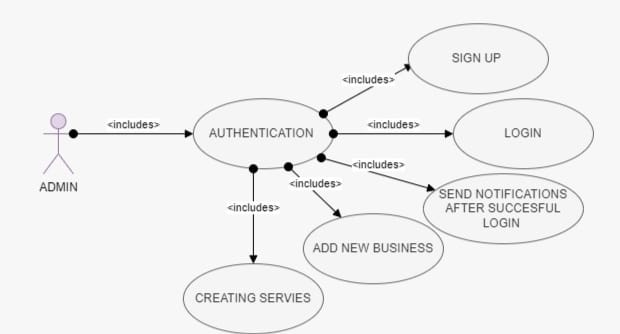 SIGN UP
<includes>
<includes>
AUTHENTICATION
<includes>
LOGIN
ADMIN
<includes>
<includes>
SEND NOTIFICATIONS
AFTER SUCCESFUL
LOGIN
<includes>
ADD NEW BUSINESS
CREATING SERVIES